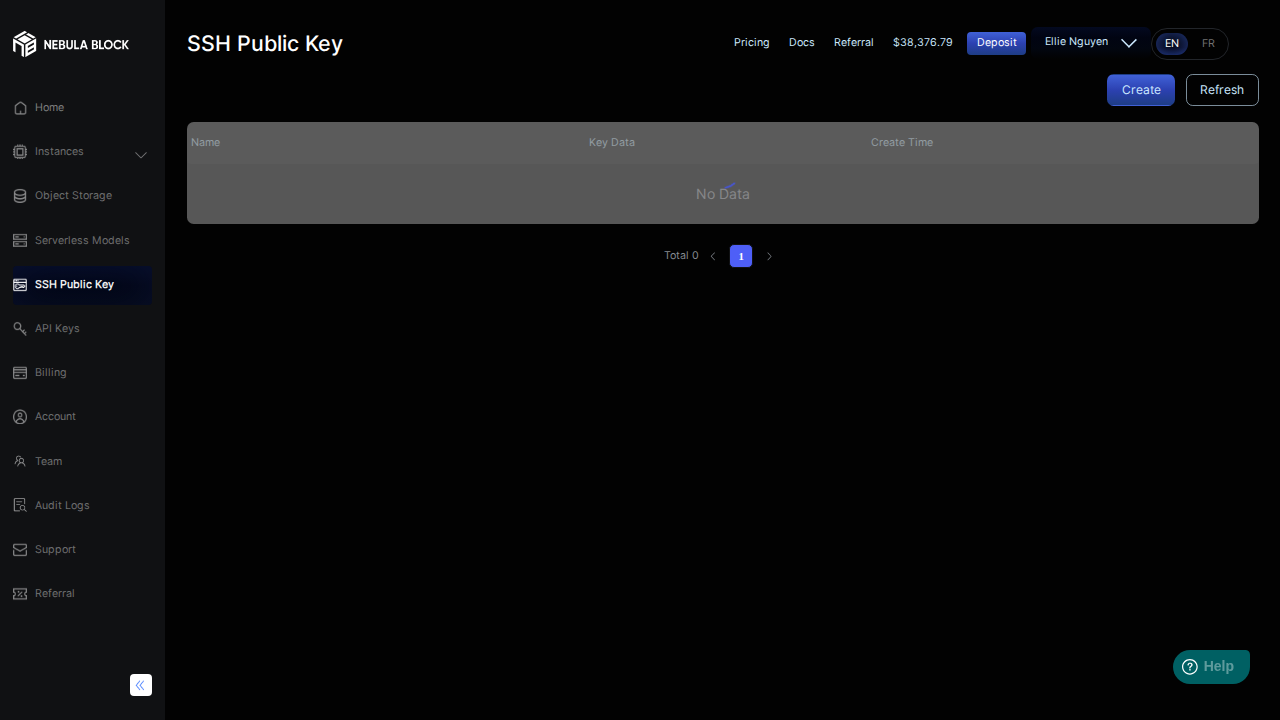 NEBULA BLOCK
Home
Instances
Object Storage
Serverless Models
SSH Public Key
API Keys
Billing
Account
Team
Audit Logs
Support
Referral
SSH Public Key
Pricing Docs Referral $38,376.79 Deposit Ellie Nguyen EN FR
Create Refresh
Name Key Data Create Time
No Data
Total 0 1
Help